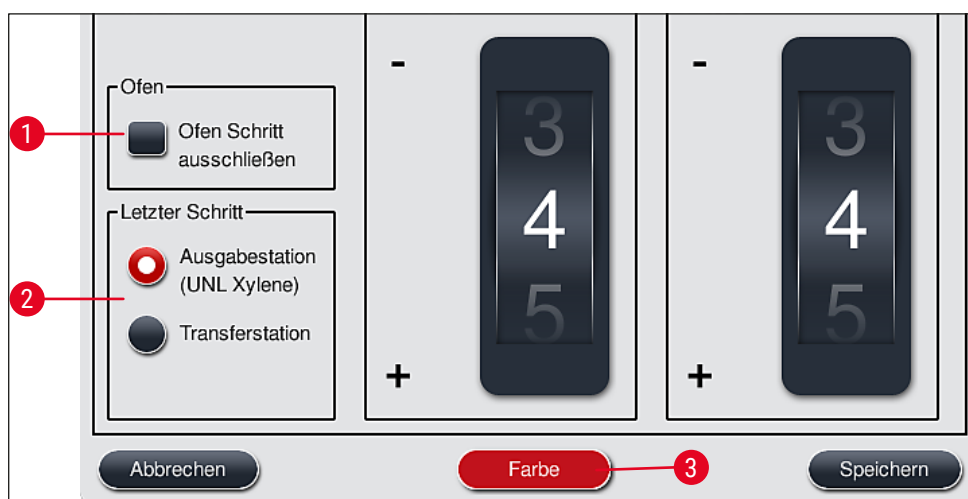 Ofen
1
Ofen Schritt
ausschließen
Letzter Schritt
2
Ausgabestation
(UNL Xylene)
Transferstation
-
3
4
5
+
-
3
4
5
+
Abbrechen
Farbe
3
Speichern